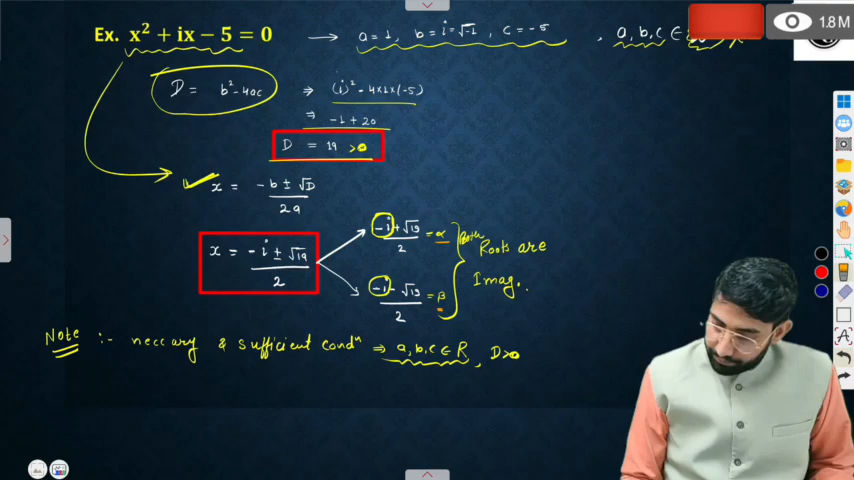 Ex. x² + ix – 5 = 0 → a = 1, b = i = √-1, c = -5 , a, b, c ∈
1.8M
D = b² - 4ac ⇒ (i)² - 4×1×(-5)
⇒ -1 + 20
D = 19 >0
x = -b ± √D / 2a
x = -i ± √19 / 2
-i + √19 / 2 = α
-i - √19 / 2 = β
Both Roots are
Imag.
Note :- neccary & sufficient condⁿ ⇒ a, b, c ∈ R , D>0